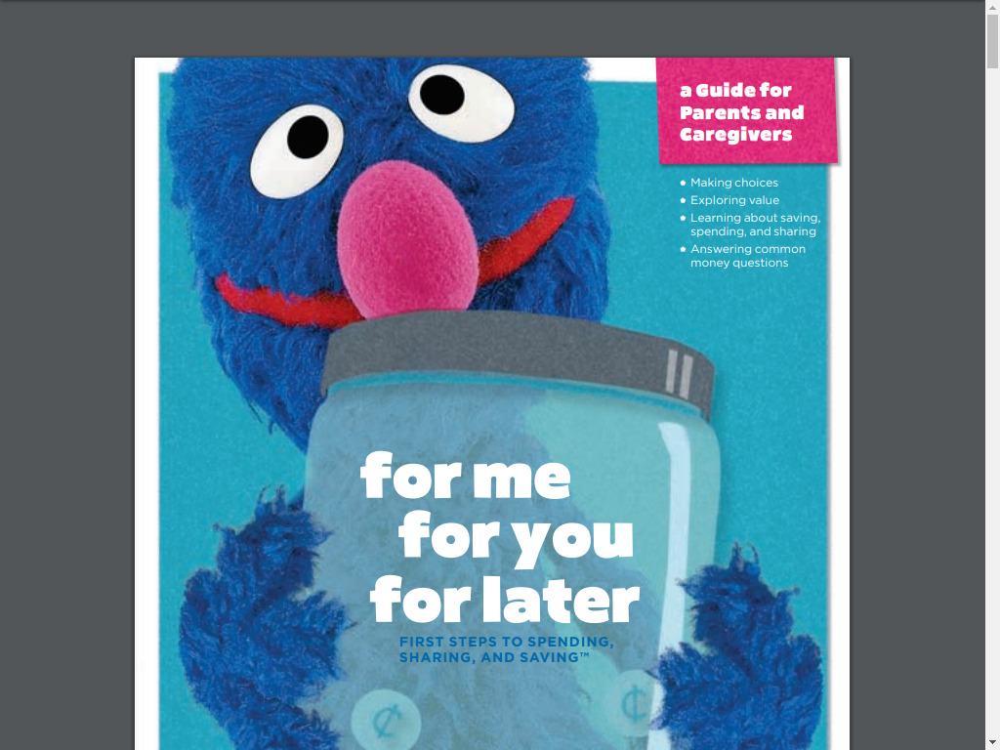 a Guide for
Parents and
Caregivers
Making choices
Exploring value
Learning about saving,
spending, and sharing
Answering common
money questions
for me
for you
for later
FIRST STEPS TO SPENDING,
SHARING, AND SAVING™
¢
¢